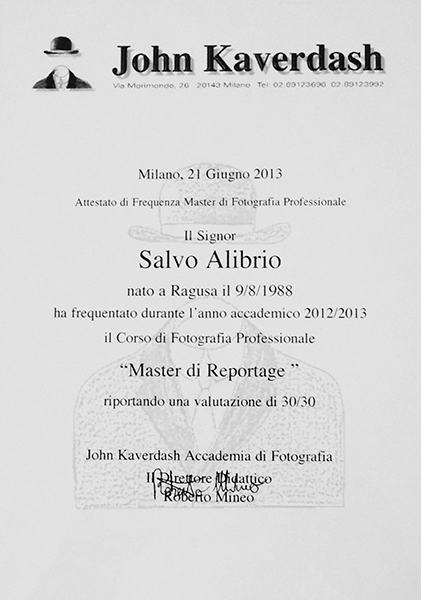 John Kaverdash
Via Morimondo, 26 20143 Milano Tel: 02.89123696 02.89123992
Milano, 21 Giugno 2013
Attestato di Frequenza Master di Fotografia Professionale
Il Signor
Salvo Alibrio
nato a Ragusa il 9/8/1988
ha frequentato durante l'anno accademico 2012/2013
il Corso di Fotografia Professionale
“Master di Reportage ”
riportando una valutazione di 30/30
John Kaverdash Accademia di Fotografia
Il Direttore Didattico
Roberto Mineo